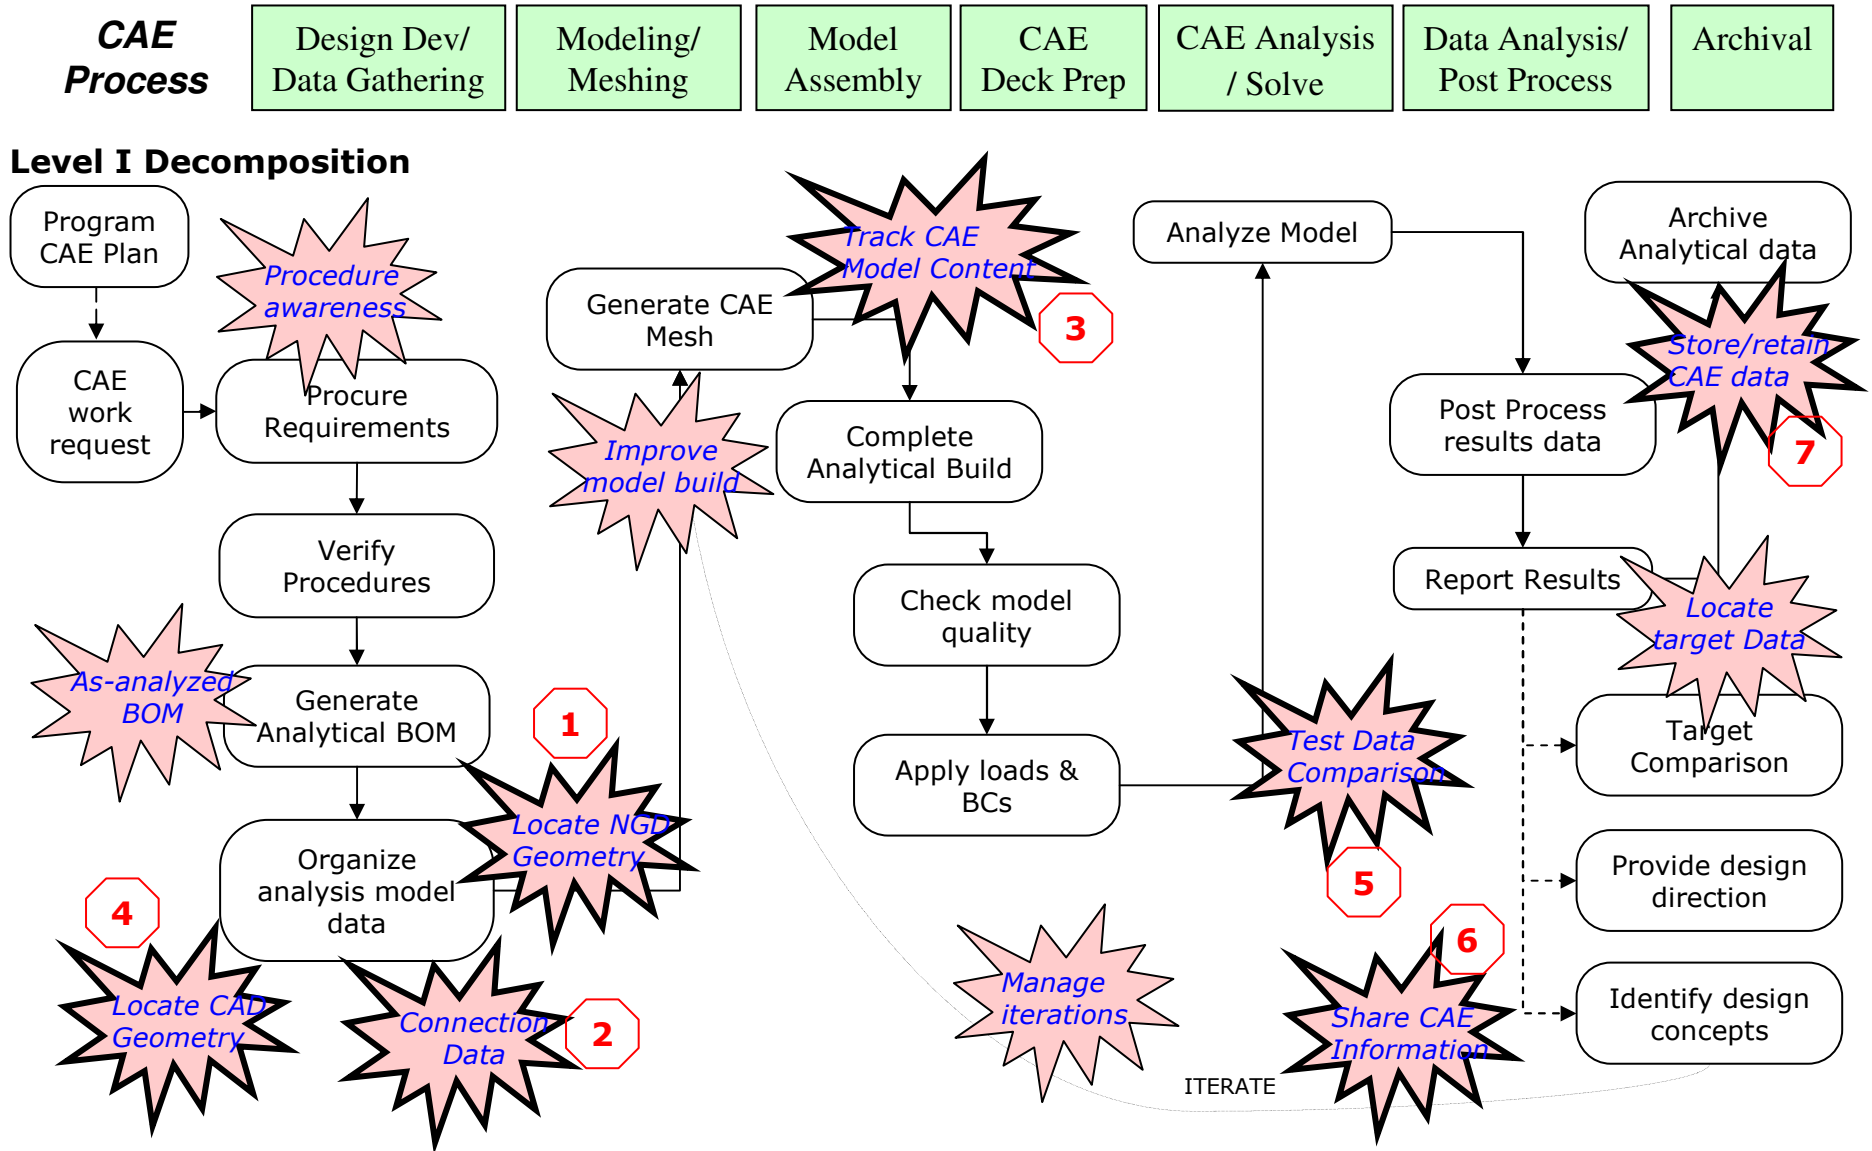 CAE
Process
Design Dev/
Data Gathering
Modeling/
Meshing
Model
Assembly
CAE
Deck Prep
CAE Analysis
/ Solve
Data Analysis/
Post Process
Archival
Level I Decomposition
Program
CAE Plan
CAE
work
request
Procedure
awareness
Procure
Requirements
Verify
Procedures
As-analyzed
BOM
Generate
Analytical BOM
1
Locate NGD
Geometry
Organize
analysis model
data
4
Locate CAD
Geometry
Connection
Data
2
Generate CAE
Mesh
Improve
model build
Track CAE
Model Content
3
Complete
Analytical Build
Check model
quality
Apply loads &
BCs
Analyze Model
Test Data
Comparison
5
Manage
iterations
ITERATE
6
Share CAE
Information
Archive
Analytical data
Store/retain
CAE data
7
Post Process
results data
Report Results
Locate
target Data
Target
Comparison
Provide design
direction
Identify design
concepts